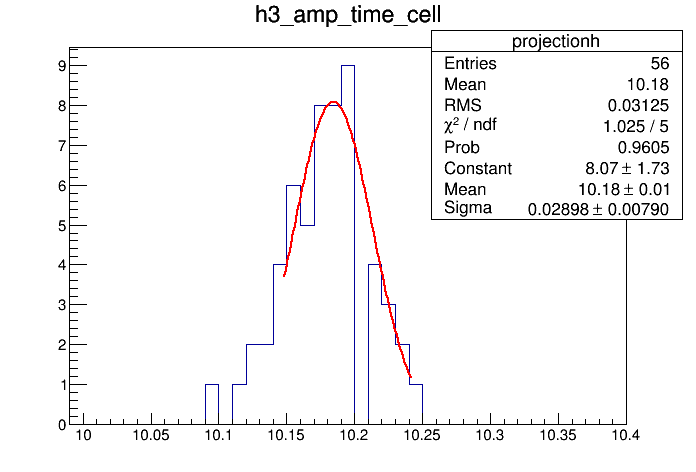 h3_amp_time_cell
projectionh
Entries 56
Mean 10.18
RMS 0.03125
χ² / ndf 1.025 / 5
Prob 0.9605
Constant 8.07 ± 1.73
Mean 10.18 ± 0.01
Sigma 0.02898 ± 0.00790
9
8
7
6
5
4
3
2
1
0
10 10.05 10.1 10.15 10.2 10.25 10.3 10.35 10.4